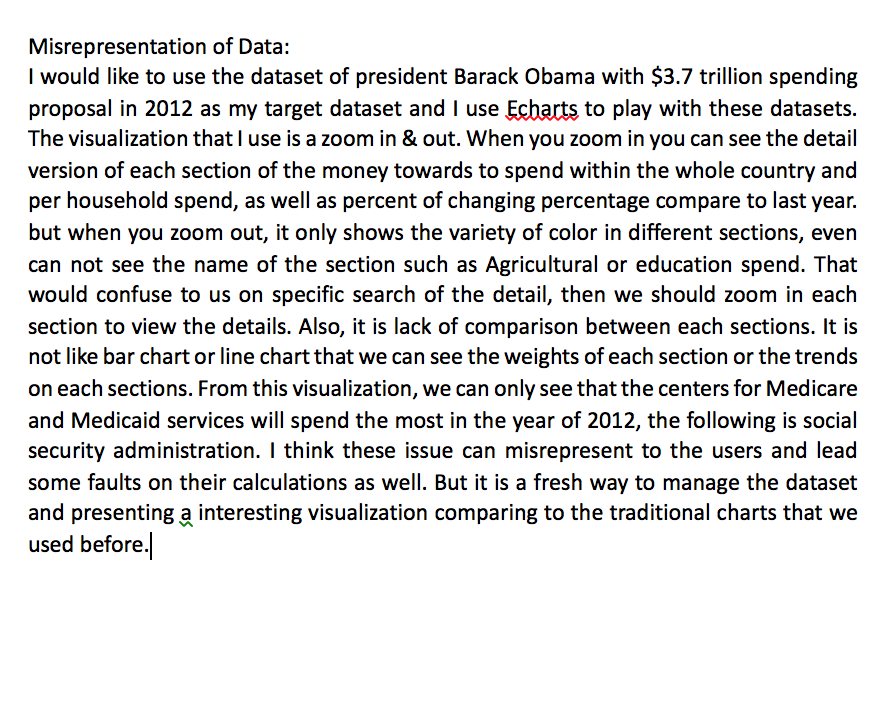 Misrepresentation of Data:
I would like to use the dataset of president Barack Obama with $3.7 trillion spending
proposal in 2012 as my target dataset and I use Echarts to play with these datasets.
The visualization that I use is a zoom in & out. When you zoom in you can see the detail
version of each section of the money towards to spend within the whole country and
per household spend, as well as percent of changing percentage compare to last year.
but when you zoom out, it only shows the variety of color in different sections, even
can not see the name of the section such as Agricultural or education spend. That
would confuse to us on specific search of the detail, then we should zoom in each
section to view the details. Also, it is lack of comparison between each sections. It is
not like bar chart or line chart that we can see the weights of each section or the trends
on each sections. From this visualization, we can only see that the centers for Medicare
and Medicaid services will spend the most in the year of 2012, the following is social
security administration. I think these issue can misrepresent to the users and lead
some faults on their calculations as well. But it is a fresh way to manage the dataset
and presenting a interesting visualization comparing to the traditional charts that we
used before.